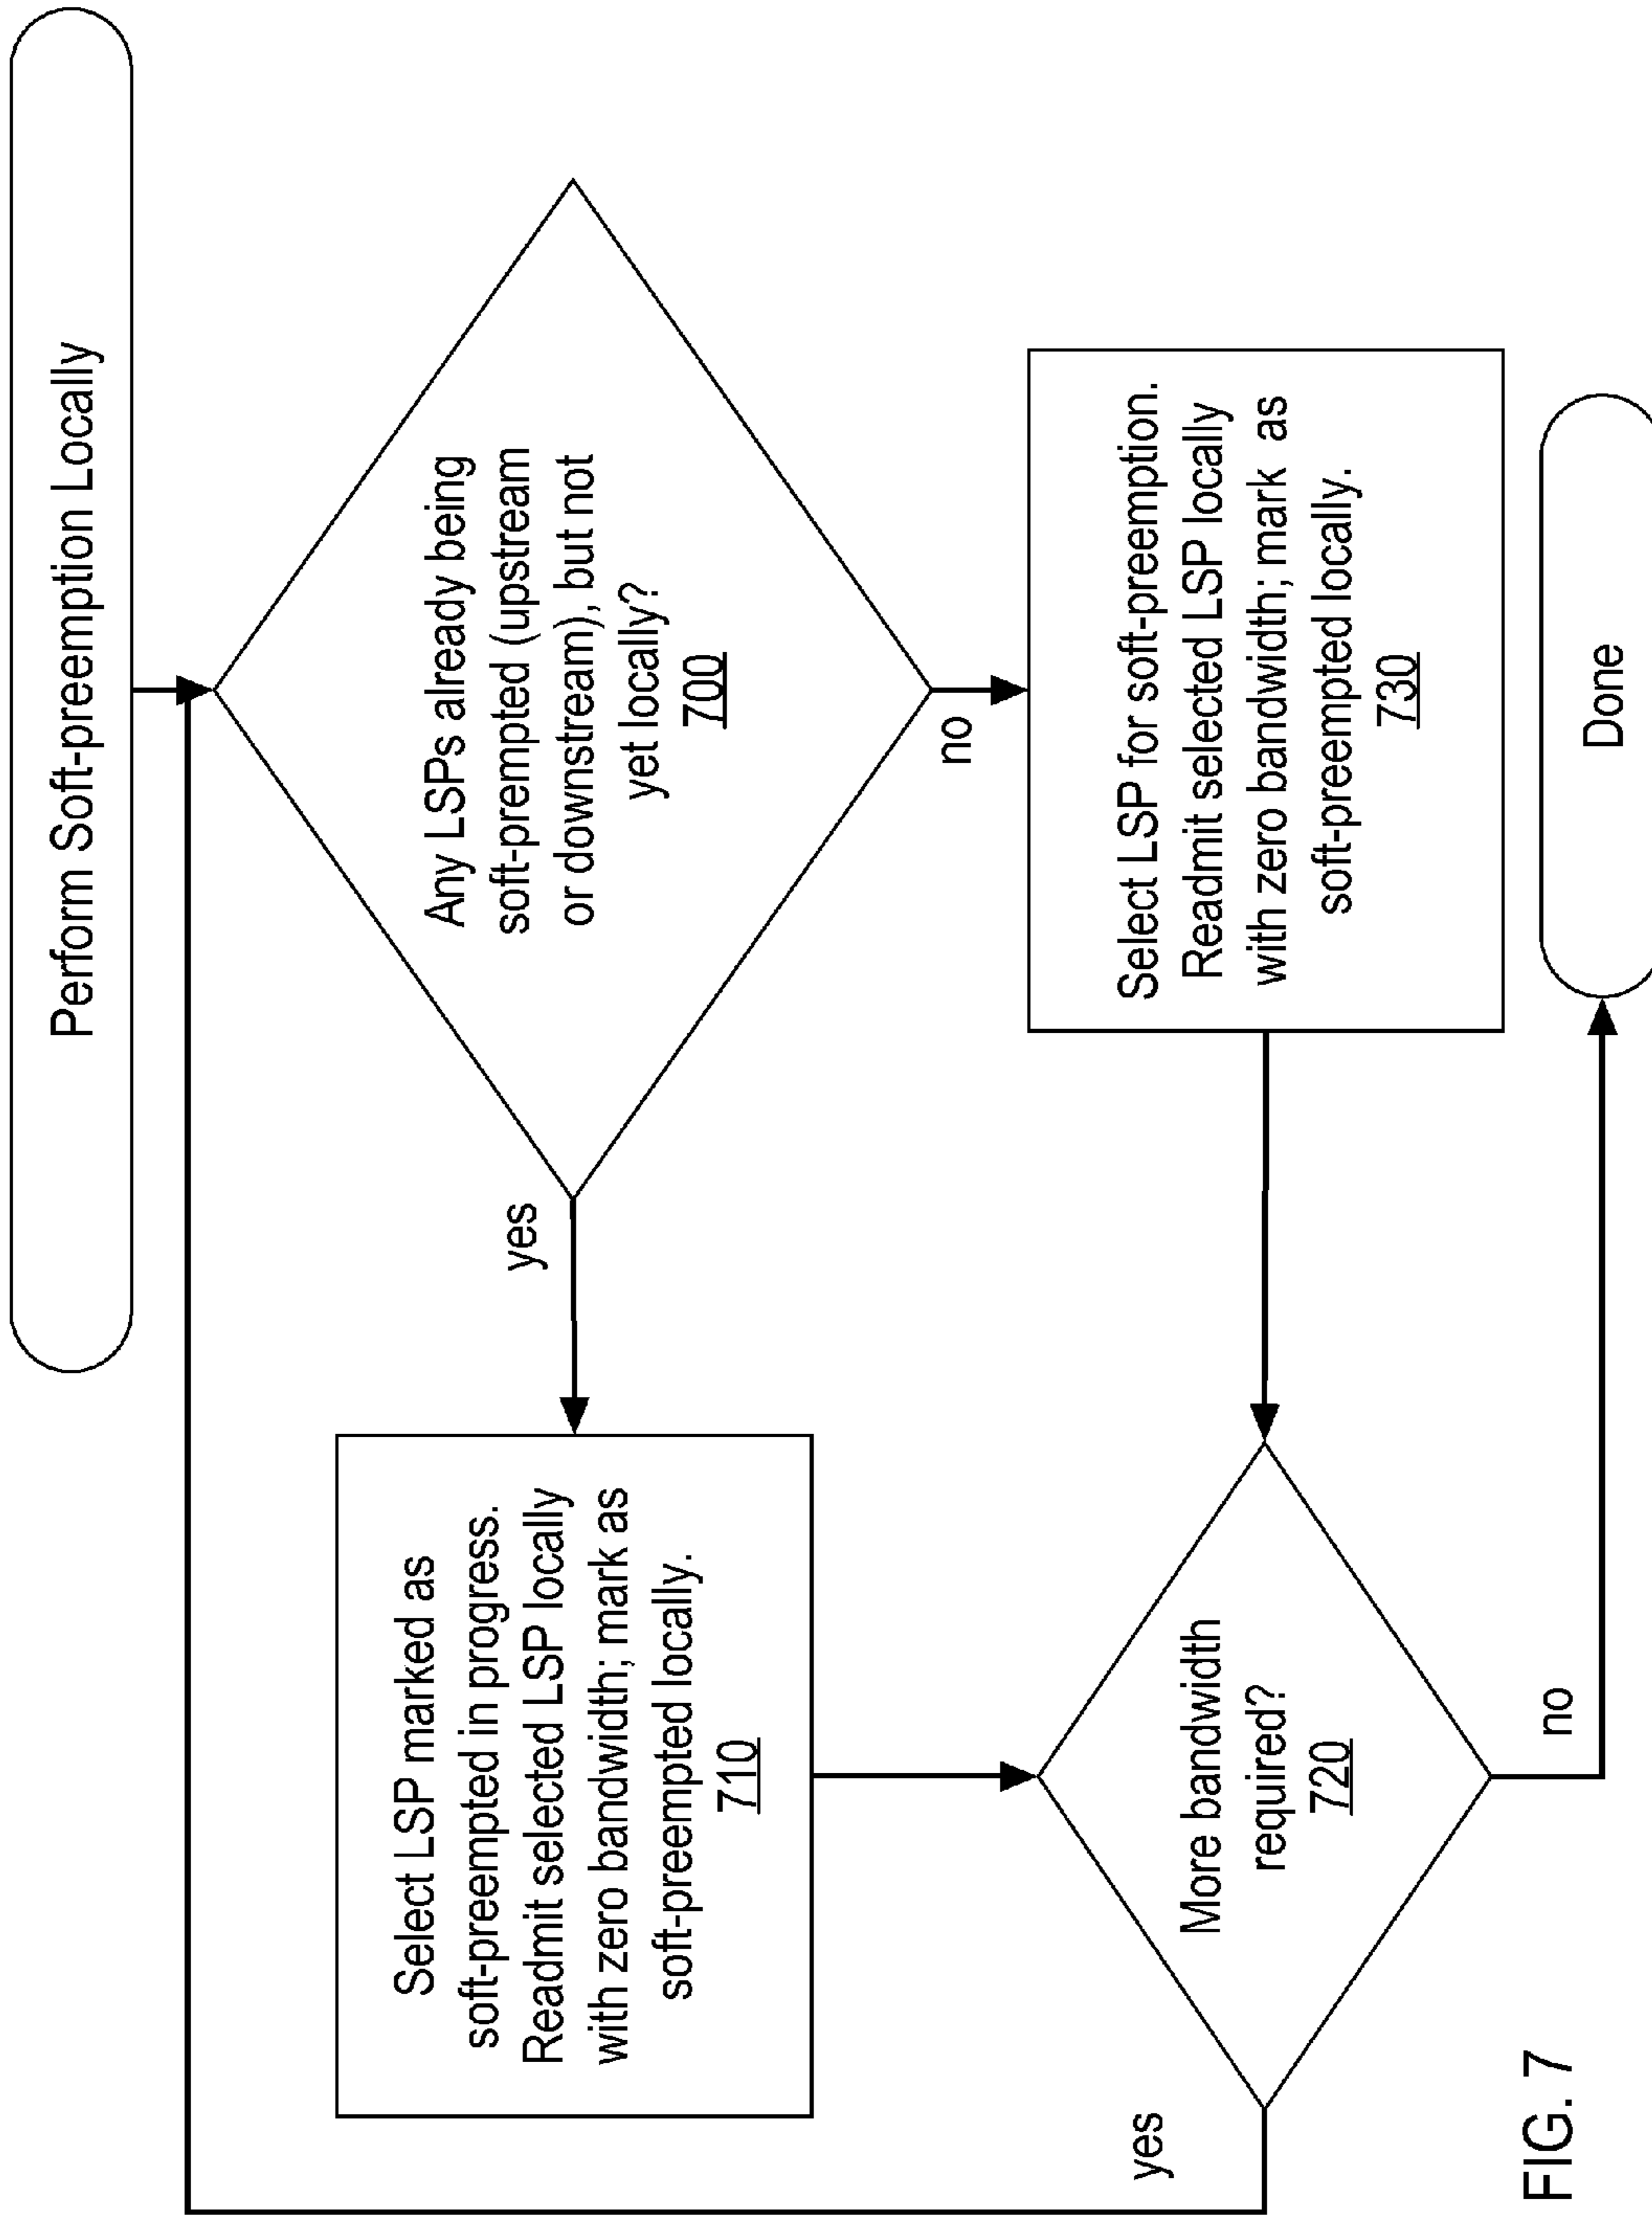 Perform Soft-preemption Locally
Any LSPs already being
soft-prempted (upstream
or downstream), but not
yet locally?
700
yes
no
Select LSP marked as
soft-preempted in progress.
Readmit selected LSP locally
with zero bandwidth; mark as
soft-preempted locally.
710
Select LSP for soft-preemption.
Readmit selected LSP locally
with zero bandwidth; mark as
soft-preempted locally.
730
More bandwidth
required?
720
yes
no
Done
FIG. 7